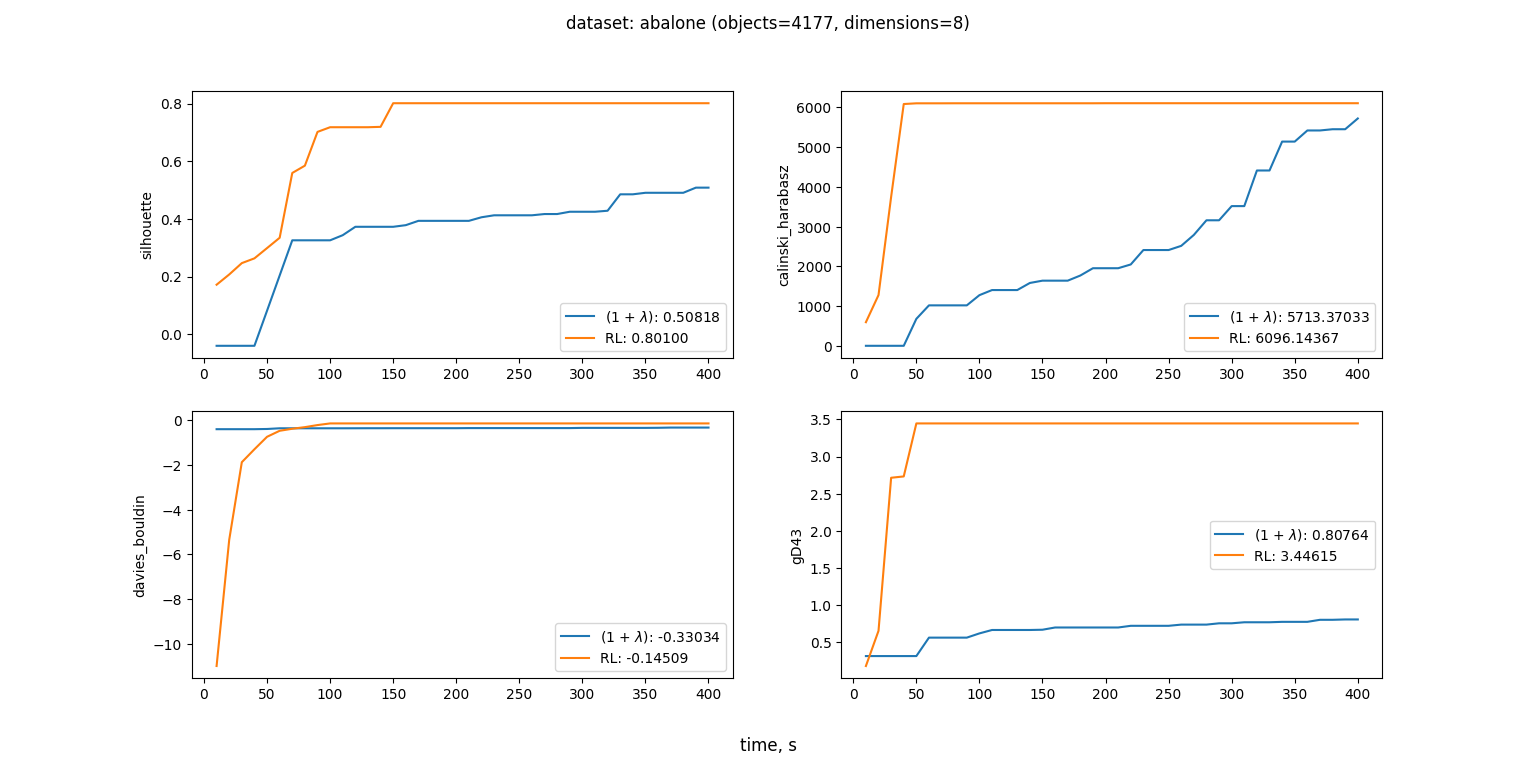 dataset: abalone (objects=4177, dimensions=8)
silhouette
0.8
0.6
0.4
0.2
0.0
0 50 100 150 200 250 300 350 400
(1 + λ): 0.50818
RL: 0.80100
calinski_harabasz
6000
5000
4000
3000
2000
1000
0
0 50 100 150 200 250 300 350 400
(1 + λ): 5713.37033
RL: 6096.14367
davies_bouldin
0
−2
−4
−6
−8
−10
0 50 100 150 200 250 300 350 400
(1 + λ): -0.33034
RL: -0.14509
gD43
3.5
3.0
2.5
2.0
1.5
1.0
0.5
0 50 100 150 200 250 300 350 400
(1 + λ): 0.80764
RL: 3.44615
time, s